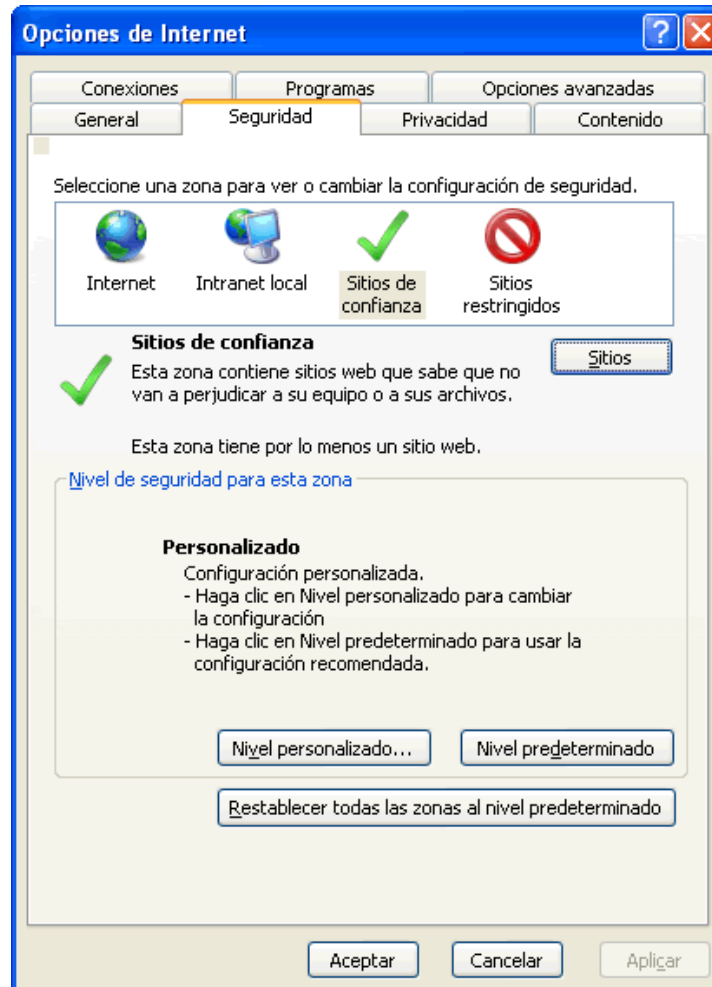 Opciones de Internet
Conexiones Programas Opciones avanzadas
General Seguridad Privacidad Contenido
Seleccione una zona para ver o cambiar la configuración de seguridad.
Internet Intranet local Sitios de confianza Sitios restringidos
Sitios de confianza
Sitios
Esta zona contiene sitios web que sabe que no
van a perjudicar a su equipo o a sus archivos.
Esta zona tiene por lo menos un sitio web.
Nivel de seguridad para esta zona
Personalizado
Configuración personalizada.
- Haga clic en Nivel personalizado para cambiar
la configuración
- Haga clic en Nivel predeterminado para usar la
configuración recomendada.
Nivel personalizado... Nivel predeterminado
Restablecer todas las zonas al nivel predeterminado
Aceptar Cancelar Aplicar